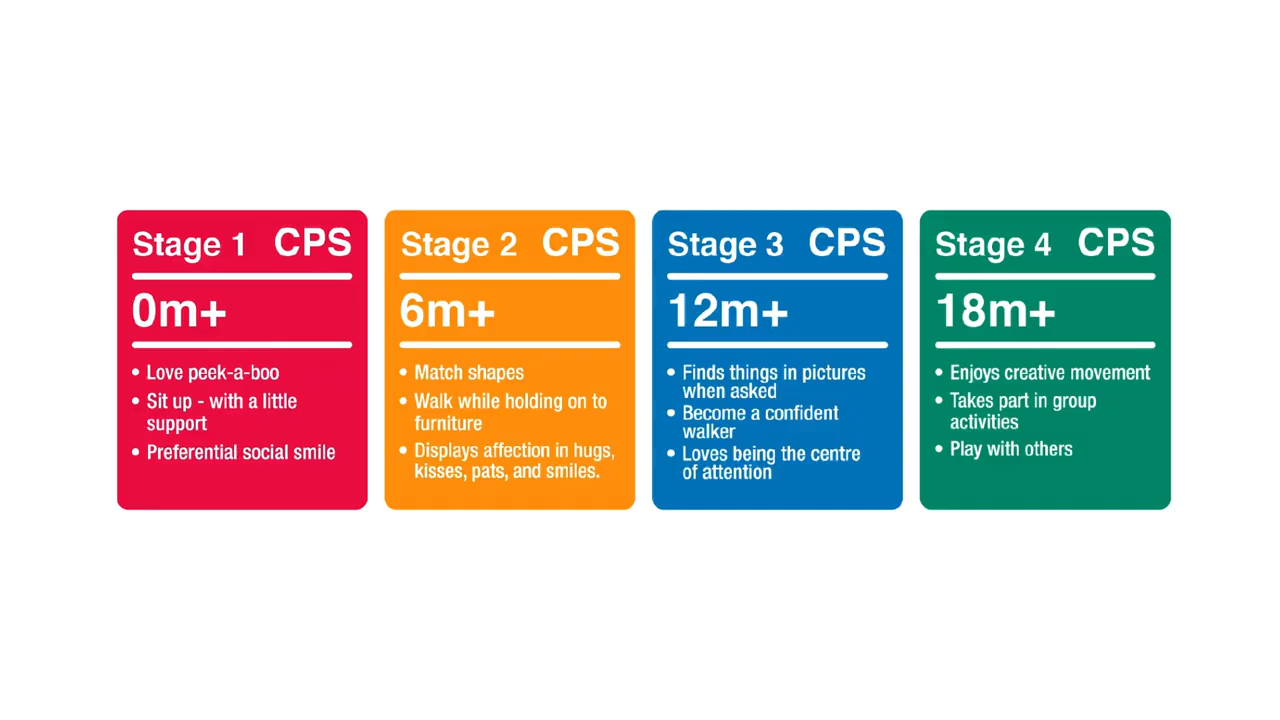 Stage 1 CPS
0m+
• Love peek-a-boo
• Sit up - with a little
support
• Preferential social smile
Stage 2 CPS
6m+
• Match shapes
• Walk while holding on to
furniture
• Displays affection in hugs,
kisses, pats, and smiles.
Stage 3 CPS
12m+
• Finds things in pictures
when asked
• Become a confident
walker
• Loves being the centre
of attention
Stage 4 CPS
18m+
• Enjoys creative movement
• Takes part in group
activities
• Play with others